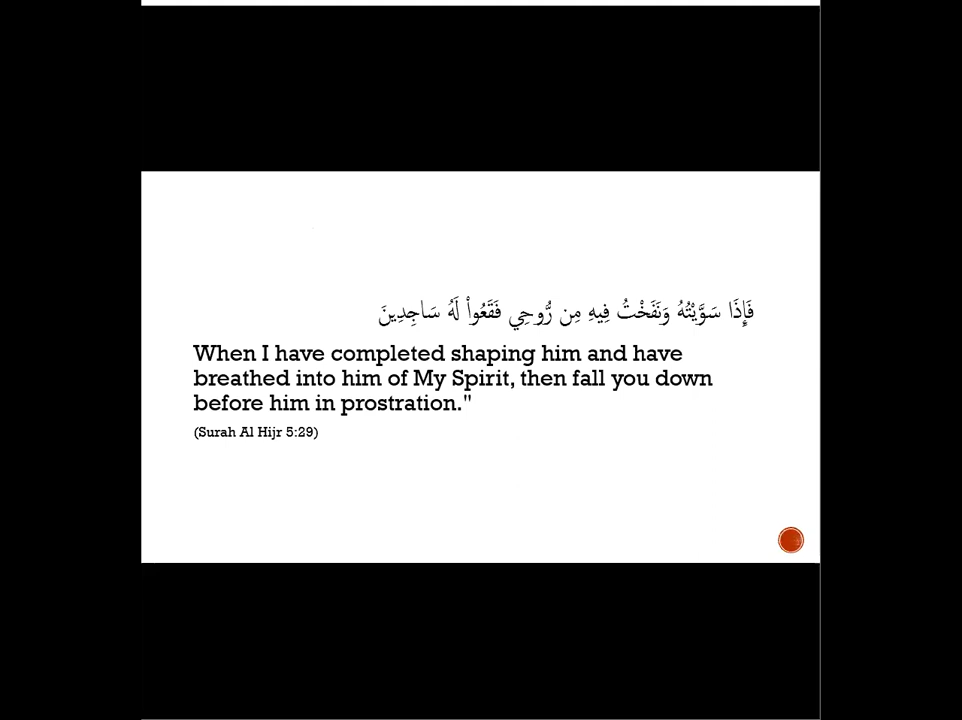 فَإِذَا سَوَّيْتُهُ وَنَفَخْتُ فِيهِ مِن رُّوحِي فَقَعُواْ لَهُ سَاجِدِينَ
When I have completed shaping him and have
breathed into him of My Spirit, then fall you down
before him in prostration."
(Surah Al Hijr 5:29)